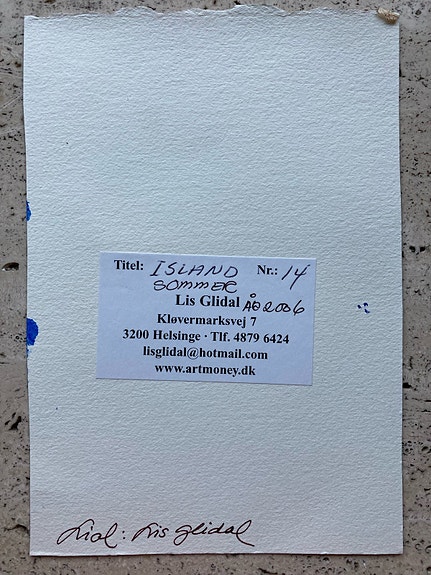 Titel: ISLAND Nr.: 14
SOMMER
Lis Glidal ÅR 2006
Kløvermarksvej 7
3200 Helsinge · Tlf. 4879 6424
lisglidal@hotmail.com
www.artmoney.dk
: Lis Glidal